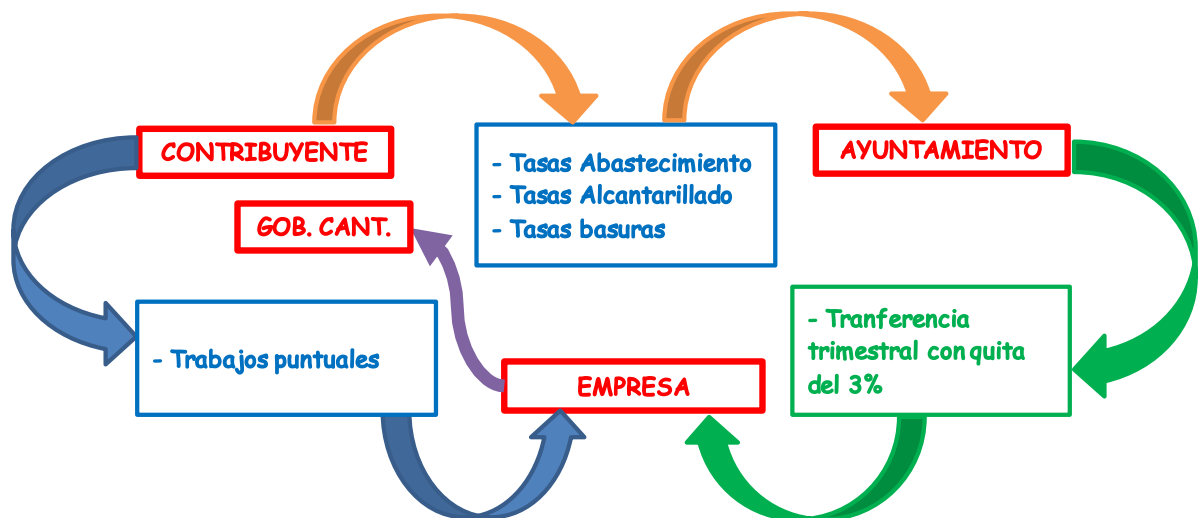 CONTRIBUYENTE
- Tasas Abastecimiento
- Tasas Alcantarillado
- Tasas basuras
AYUNTAMIENTO
GOB. CANT.
- Trabajos puntuales
EMPRESA
- Tranferencia
trimestral con quita
del 3%